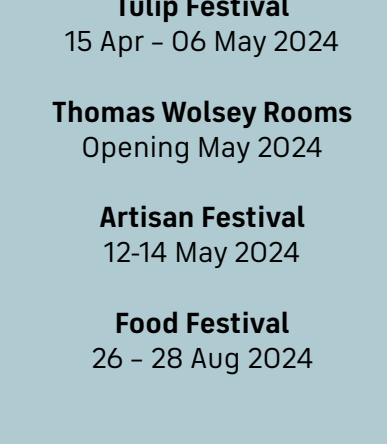 Tulip Festival
15 Apr – 06 May 2024
Thomas Wolsey Rooms
Opening May 2024
Artisan Festival
12-14 May 2024
Food Festival
26 – 28 Aug 2024